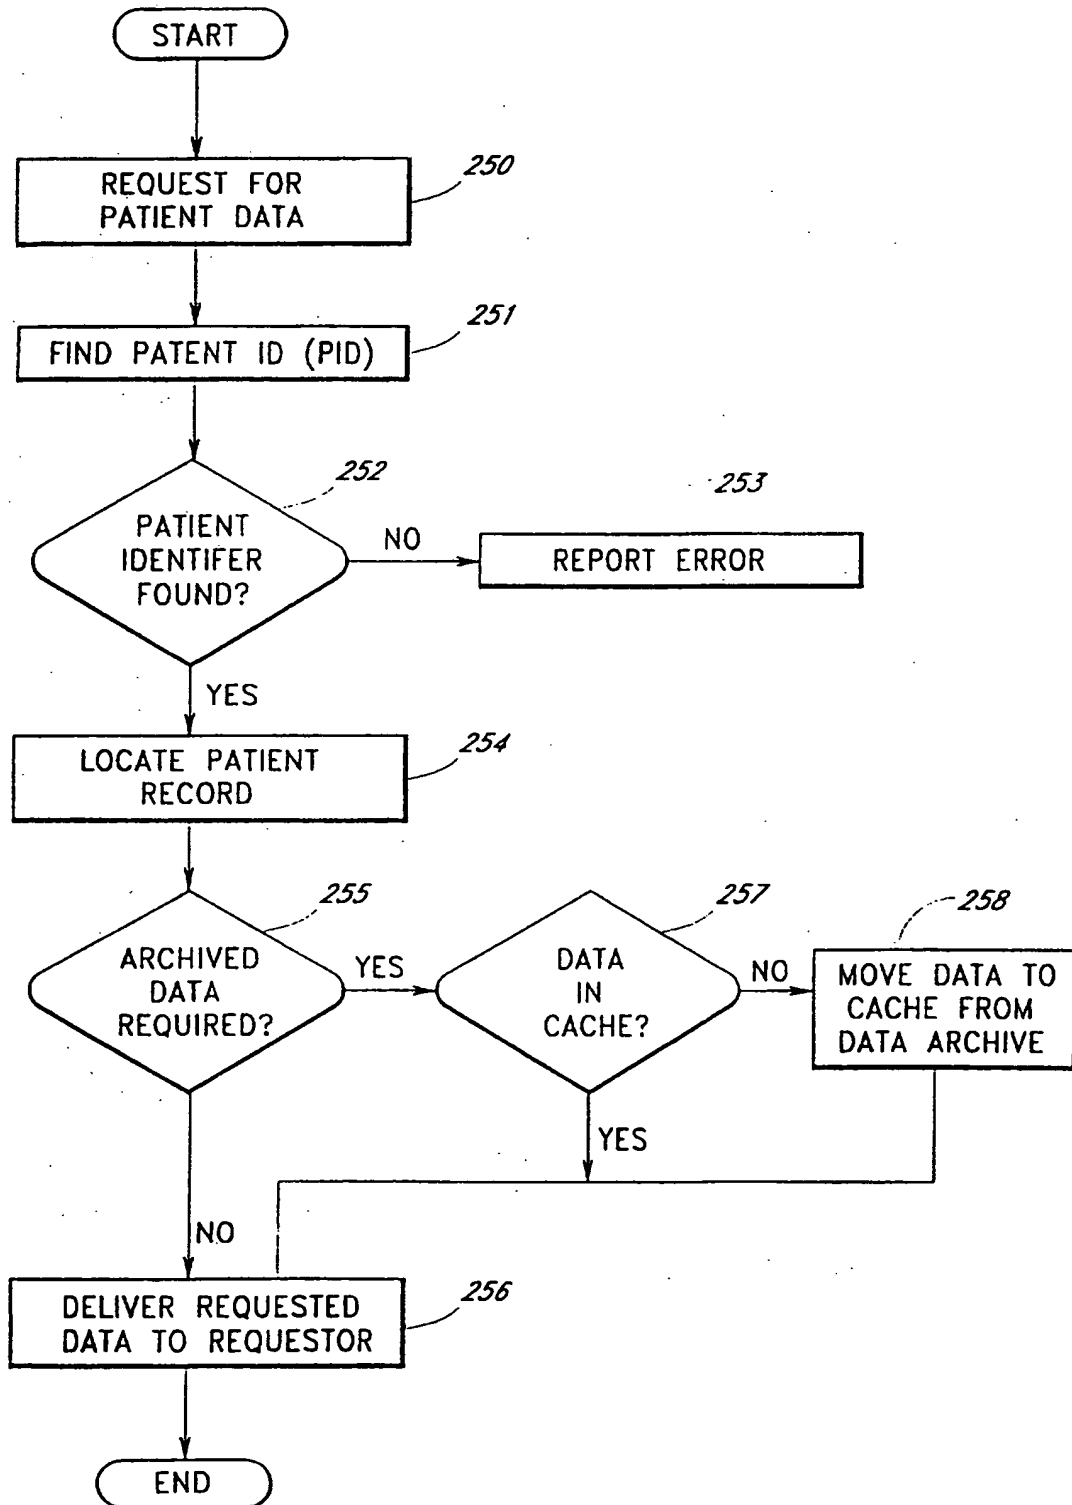 START
REQUEST FOR
PATIENT DATA
250
FIND PATENT ID (PID)
251
252
PATIENT
IDENTIFER
FOUND?
NO
253
REPORT ERROR
YES
LOCATE PATIENT
RECORD
254
255
ARCHIVED
DATA
REQUIRED?
YES
257
DATA
IN
CACHE?
NO
258
MOVE DATA TO
CACHE FROM
DATA ARCHIVE
YES
NO
DELIVER REQUESTED
DATA TO REQUESTOR
256
END